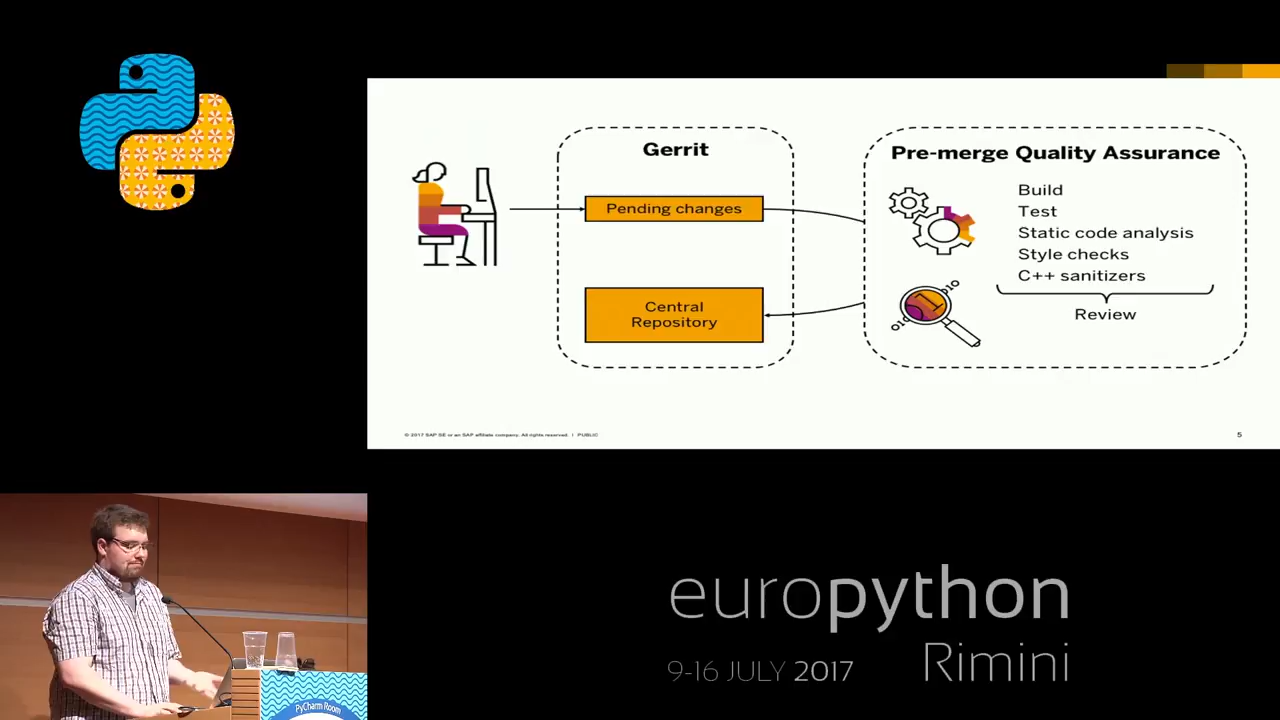 Gerrit
Pending changes
Central
Repository
Pre-merge Quality Assurance
Build
Test
Static code analysis
Style checks
C++ sanitizers
Review
© 2017 SAP SE or an SAP affiliate company. All rights reserved. I PUBLIC
5
PyCharm Room
europython
Rimini
9-16 JULY 2017